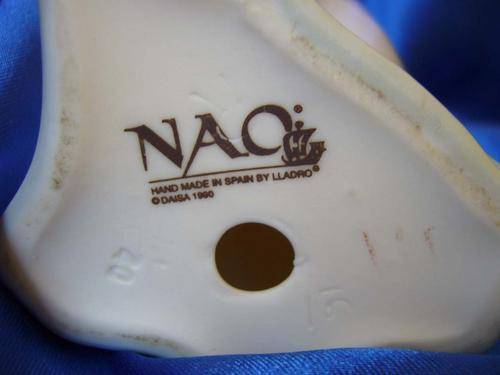 NAO®
HAND MADE IN SPAIN BY LLADRO®
© DAISA 1990